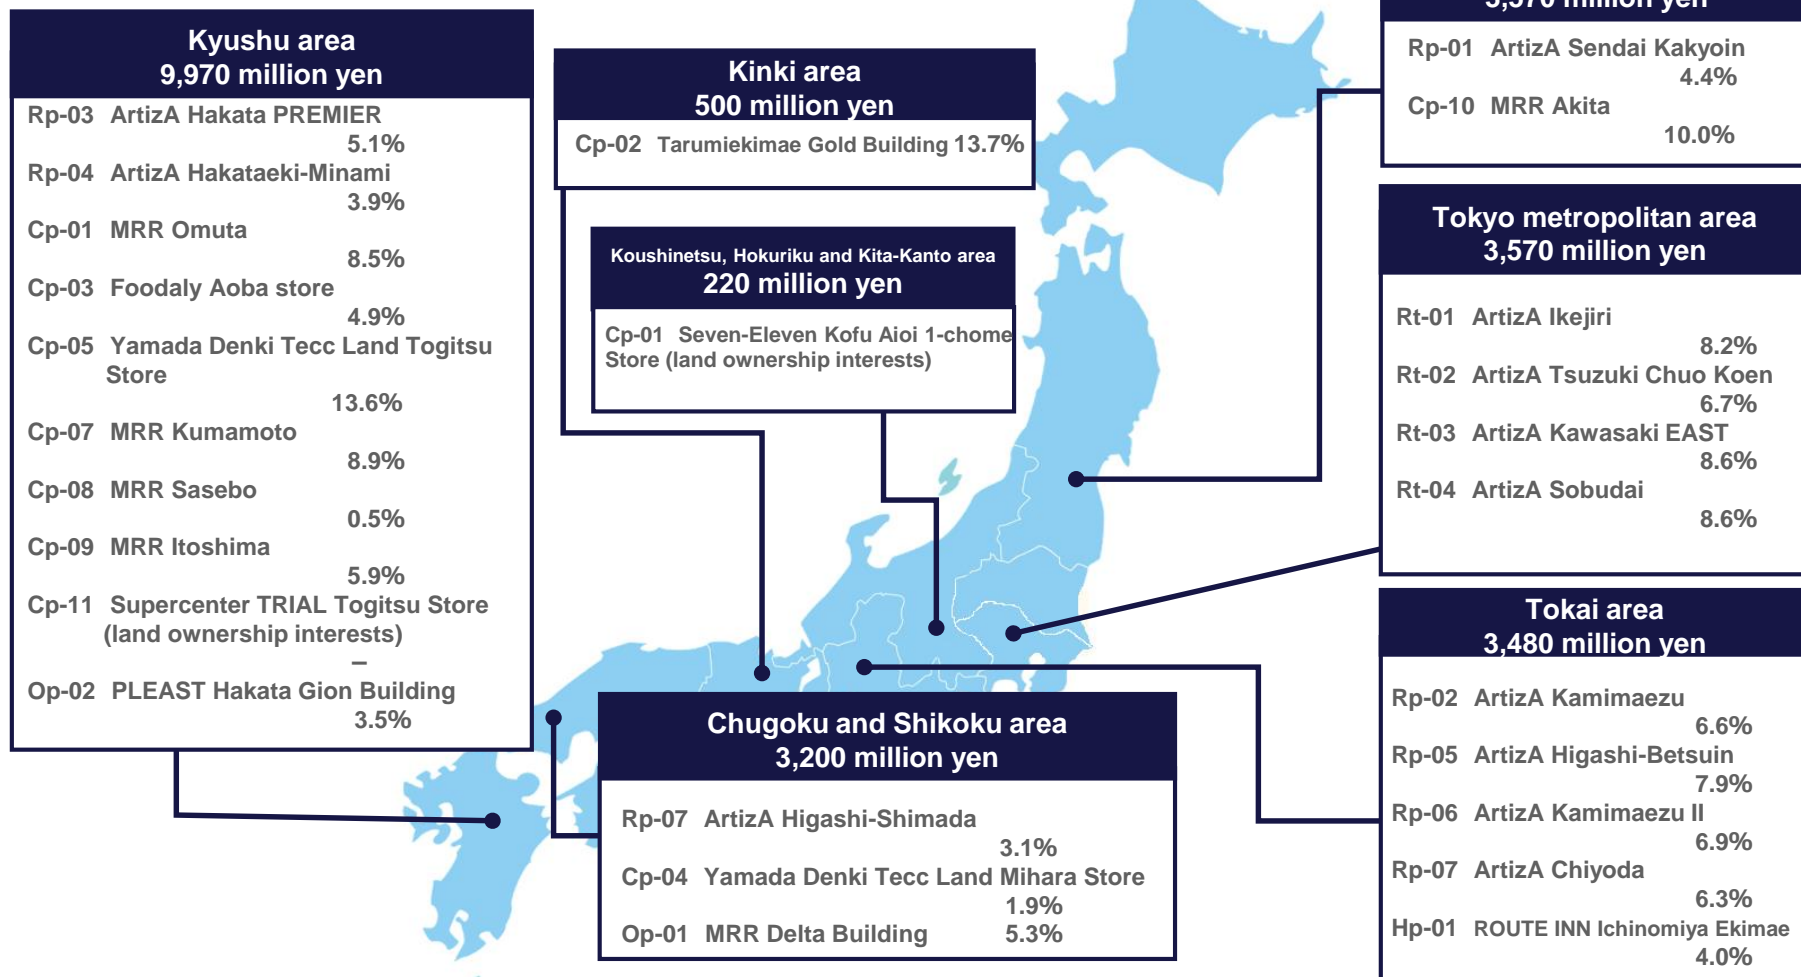 Kyushu area
9,970 million yen
Rp-03 ArtizA Hakata PREMIER
5.1%
Rp-04 ArtizA Hakataeki-Minami
3.9%
Cp-01 MRR Omuta
8.5%
Cp-03 Foodaly Aoba store
4.9%
Cp-05 Yamada Denki Tecc Land Togitsu
Store
13.6%
Cp-07 MRR Kumamoto
8.9%
Cp-08 MRR Sasebo
0.5%
Cp-09 MRR Itoshima
5.9%
Cp-11 Supercenter TRIAL Togitsu Store
(land ownership interests)
–
Op-02 PLEAST Hakata Gion Building
3.5%
Kinki area
500 million yen
Cp-02 Tarumiekimae Gold Building 13.7%
Koushinetsu, Hokuriku and Kita-Kanto area
220 million yen
Cp-01 Seven-Eleven Kofu Aioi 1-chome
Store (land ownership interests)
Chugoku and Shikoku area
3,200 million yen
Rp-07 ArtizA Higashi-Shimada
3.1%
Cp-04 Yamada Denki Tecc Land Mihara Store
1.9%
Op-01 MRR Delta Building 5.3%
million yen
Rp-01 ArtizA Sendai Kakyoin
4.4%
Cp-10 MRR Akita
10.0%
Tokyo metropolitan area
3,570 million yen
Rt-01 ArtizA Ikejiri
8.2%
Rt-02 ArtizA Tsuzuki Chuo Koen
6.7%
Rt-03 ArtizA Kawasaki EAST
8.6%
Rt-04 ArtizA Sobudai
8.6%
Tokai area
3,480 million yen
Rp-02 ArtizA Kamimaezu
6.6%
Rp-05 ArtizA Higashi-Betsuin
7.9%
Rp-06 ArtizA Kamimaezu II
6.9%
Rp-07 ArtizA Chiyoda
6.3%
Hp-01 ROUTE INN Ichinomiya Ekimae
4.0%